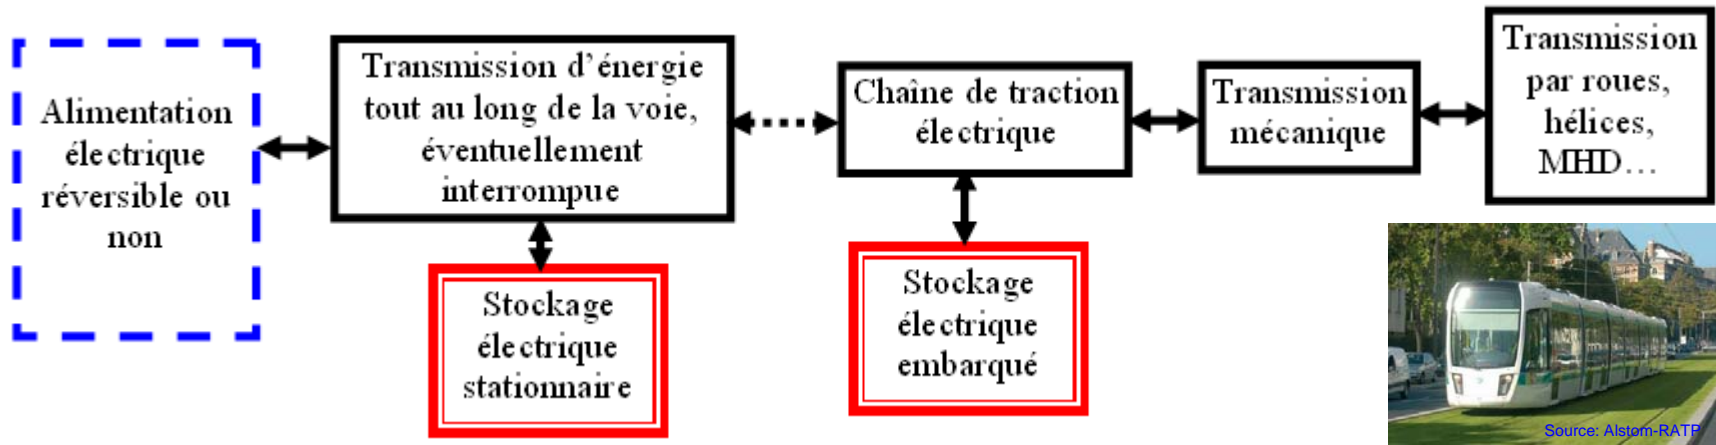 Alimentation
électrique
réversible ou
non
Transmission d'énergie
tout au long de la voie,
éventuellement
interrompue
Stockage
électrique
stationnaire
Chaîne de traction
électrique
Stockage
électrique
embarqué
Transmission
mécanique
Transmission
par roues,
hélices,
MHD...
Source: Alstom-RATP